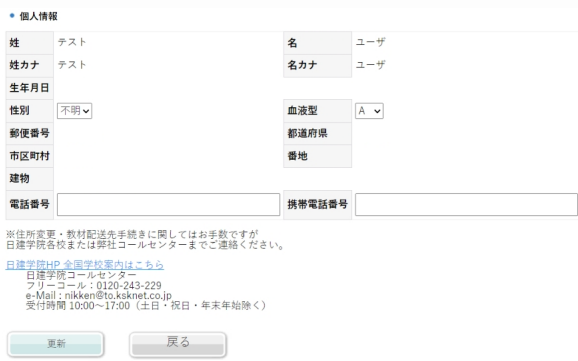 個人情報
姓 テスト 名 ユーザ
姓カナ テスト 名カナ ユーザ
生年月日
性別 不明 血液型 A
郵便番号 都道府県
市区町村 番地
建物
電話番号 携帯電話番号
※住所変更・教材配送先手続きに関してはお手数ですが
日建学院各校または弊社コールセンターまでご連絡ください。
日建学院HP 全国学校案内はこちら
日建学院コールセンター
フリーコール：0120-243-229
e-Mail : nikken@to.ksknet.co.jp
受付時間 10:00～17:00（土日・祝日・年末年始除く）
更新 戻る